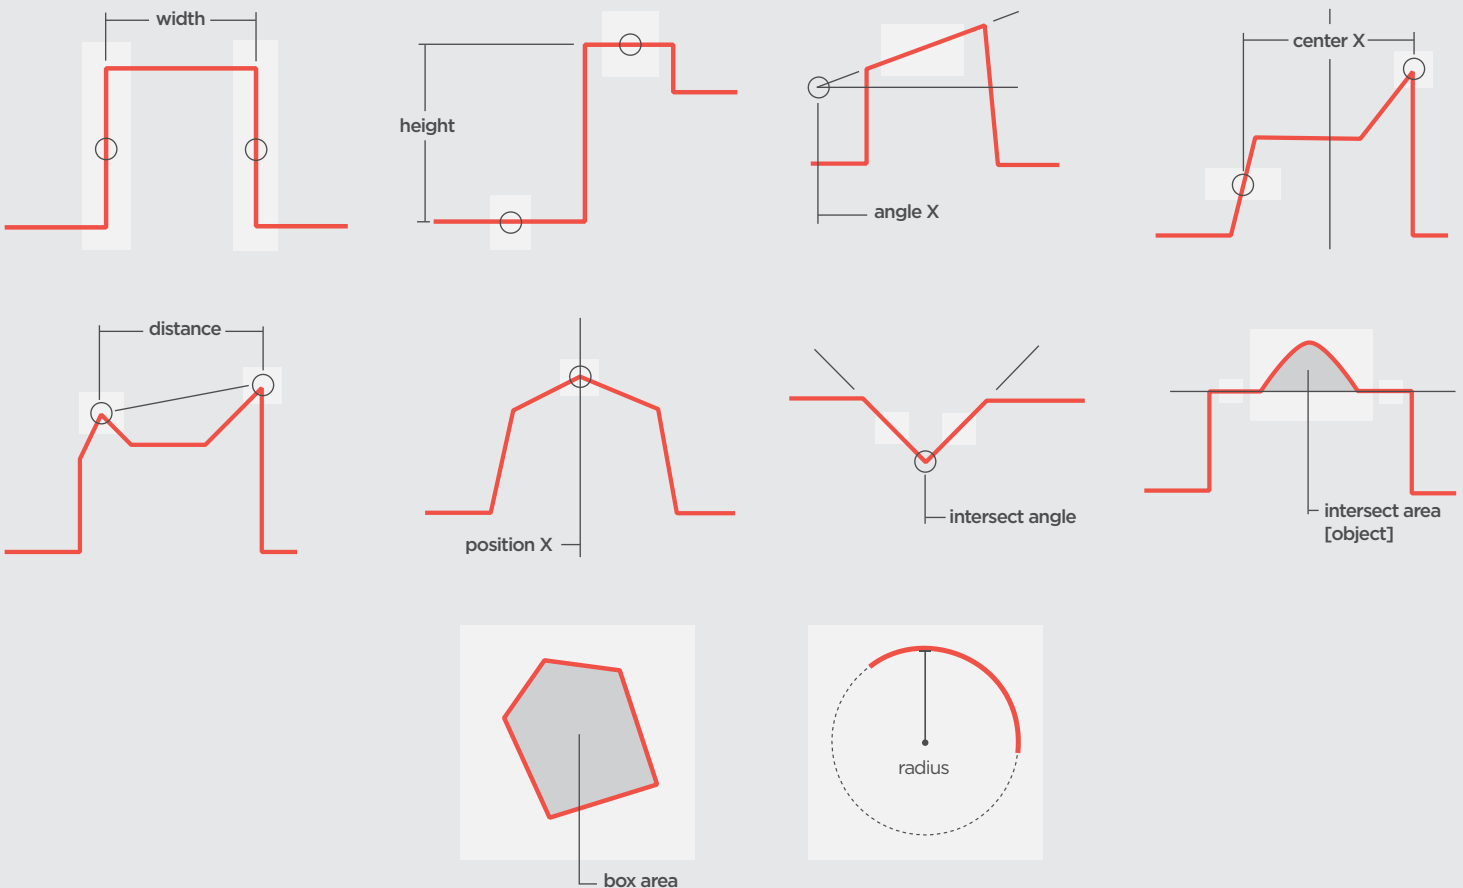 width
height
angle X
center X
distance
position X
intersect angle
intersect area
[object]
box area
radius